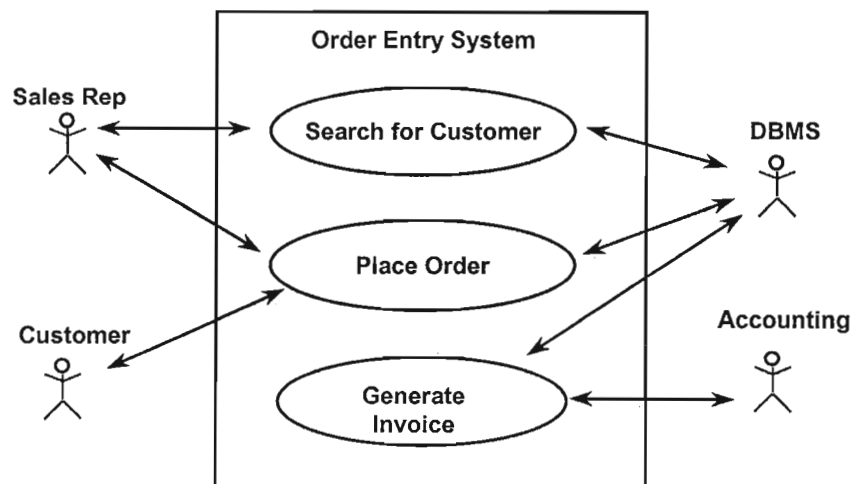 Order Entry System
Sales Rep
Search for Customer
DBMS
Place Order
Customer
Accounting
Generate
Invoice